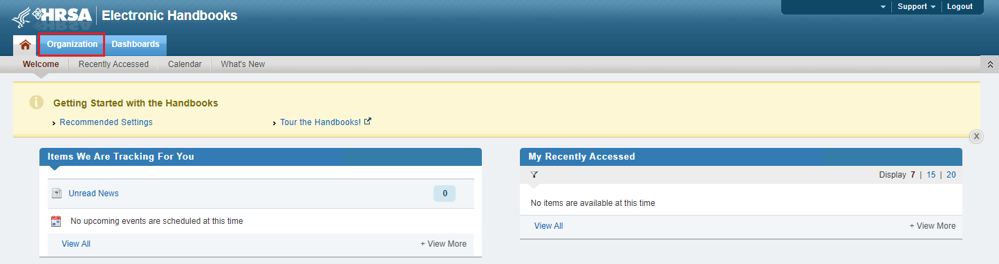 HRSA Electronic Handbooks
Support Logout
Organization Dashboards
Welcome Recently Accessed Calendar What's New
Getting Started with the Handbooks
Recommended Settings Tour the Handbooks!
X
Items We Are Tracking For You
Unread News 0
No upcoming events are scheduled at this time
View All + View More
My Recently Accessed
Display 7 | 15 | 20
No items are available at this time
View All + View More